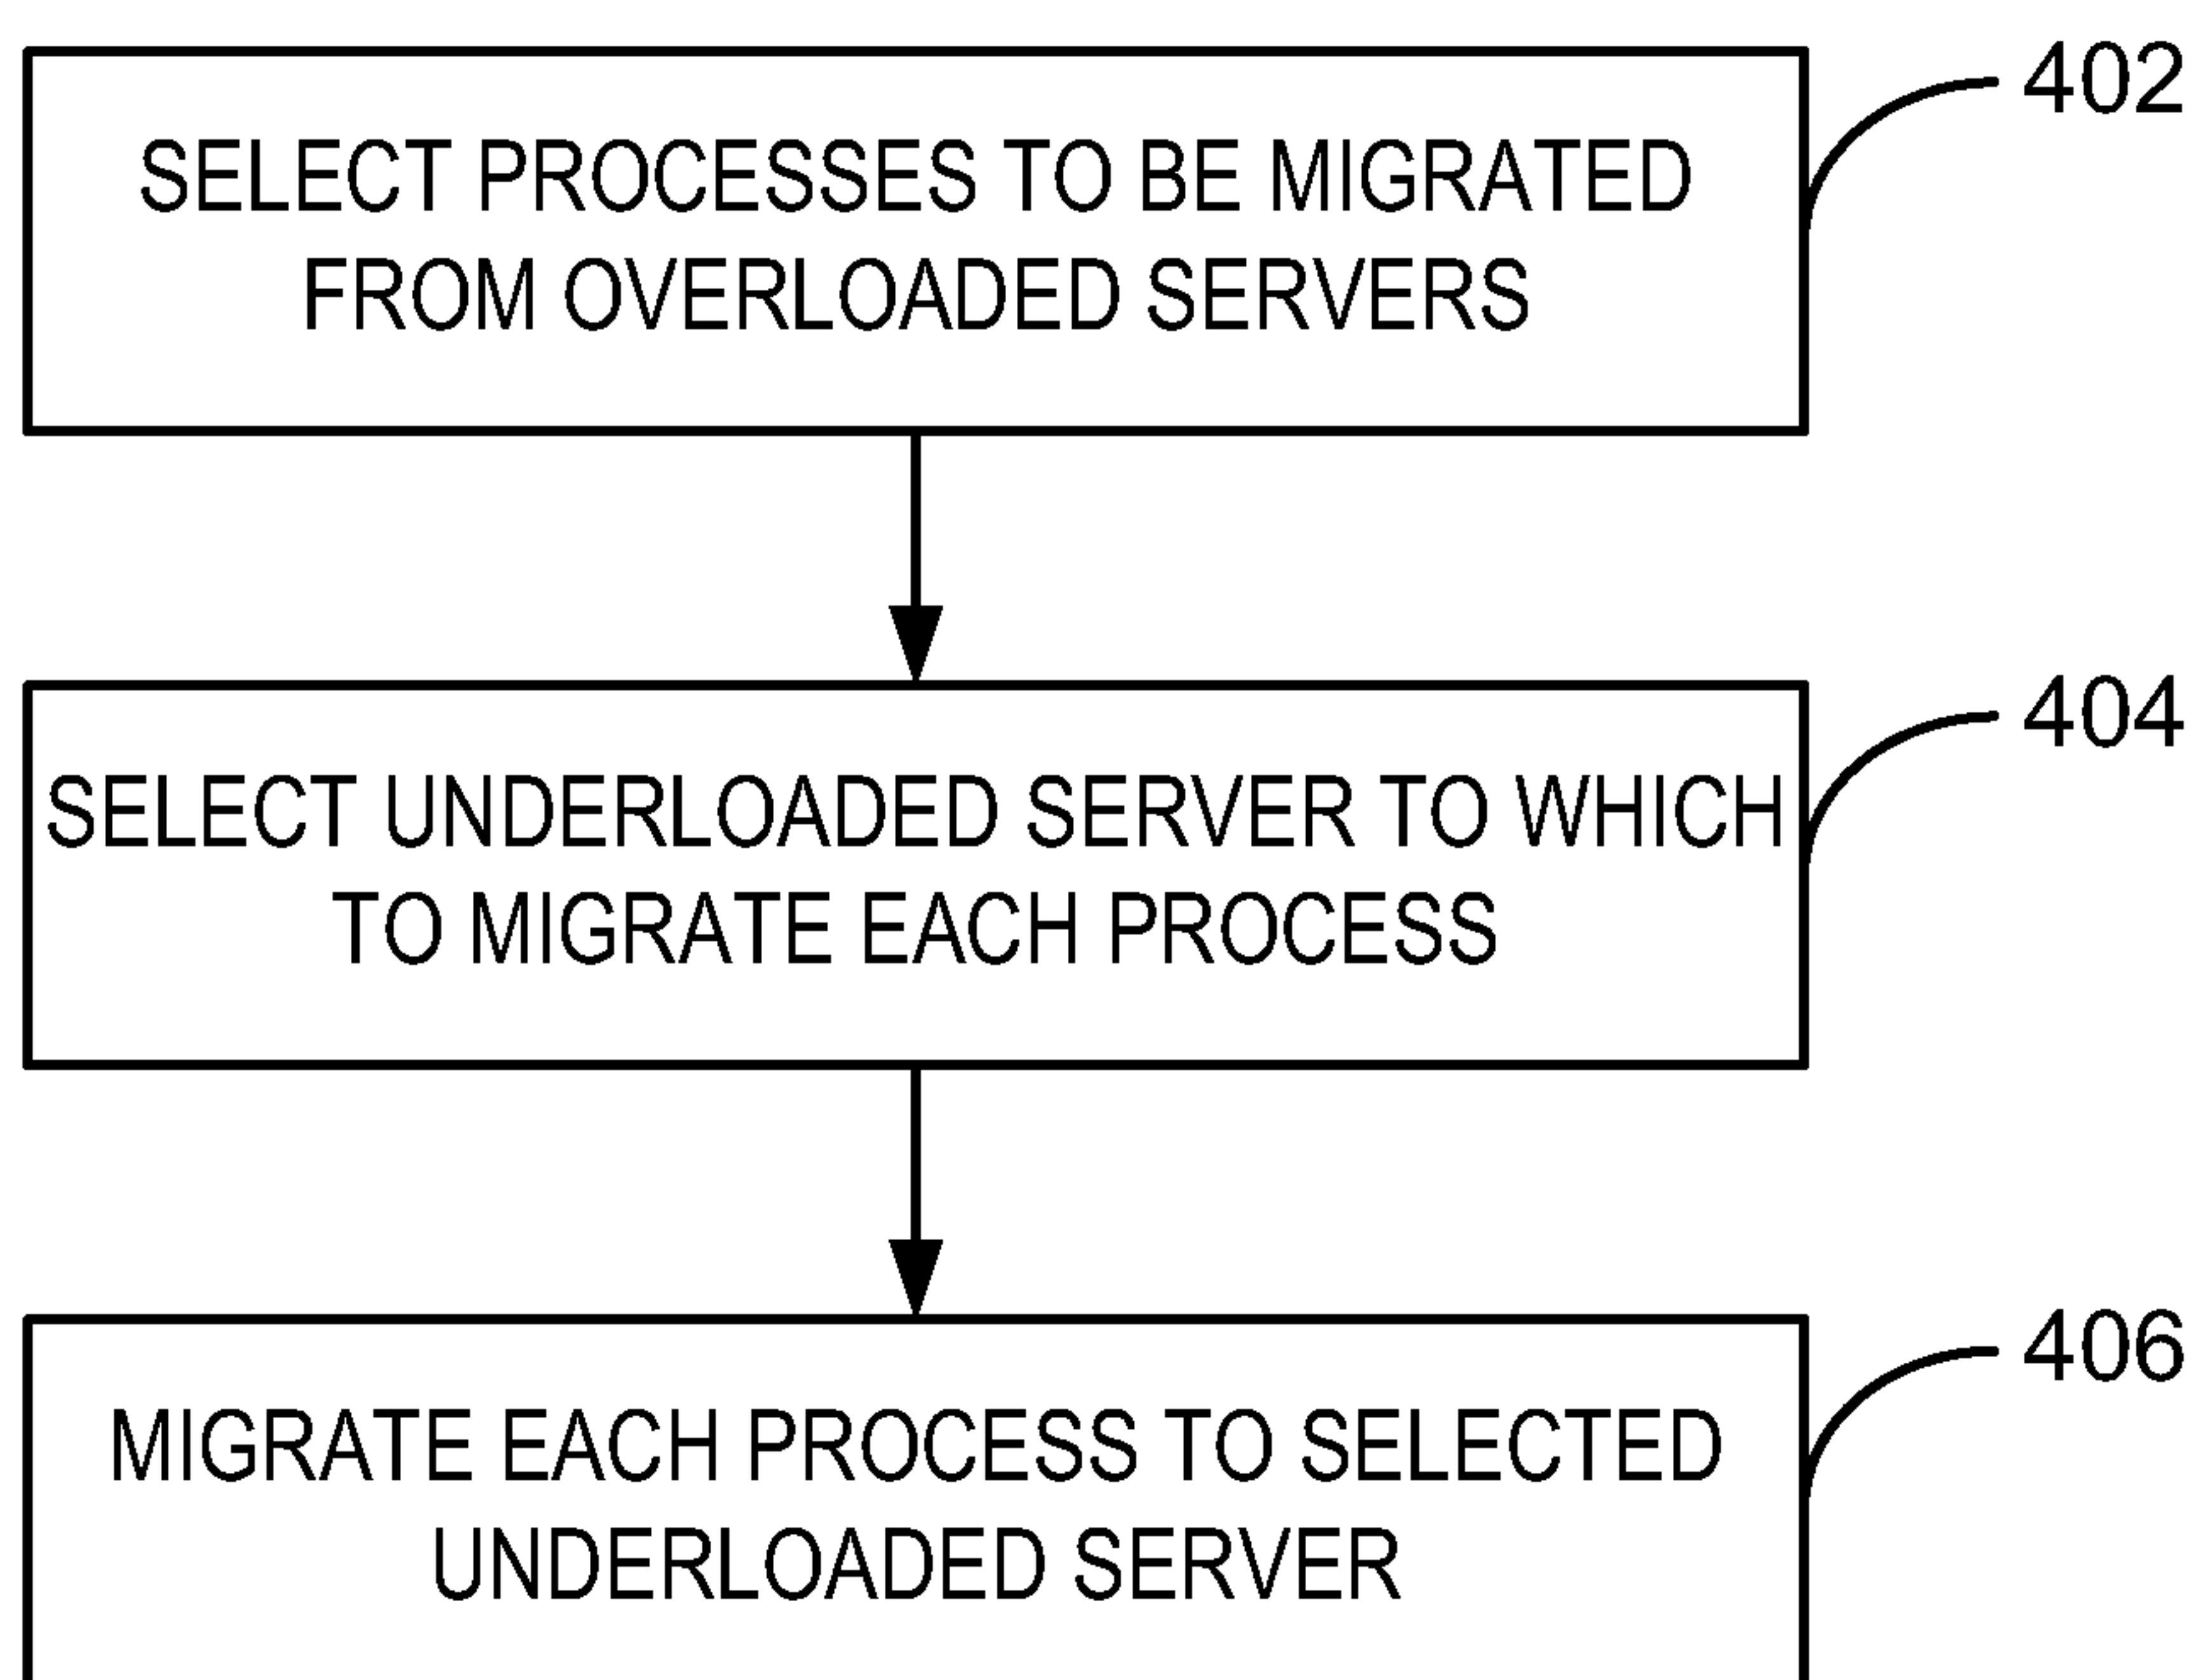 402
SELECT PROCESSES TO BE MIGRATED
FROM OVERLOADED SERVERS
404
SELECT UNDERLOADED SERVER TO WHICH
TO MIGRATE EACH PROCESS
406
MIGRATE EACH PROCESS TO SELECTED
UNDERLOADED SERVER